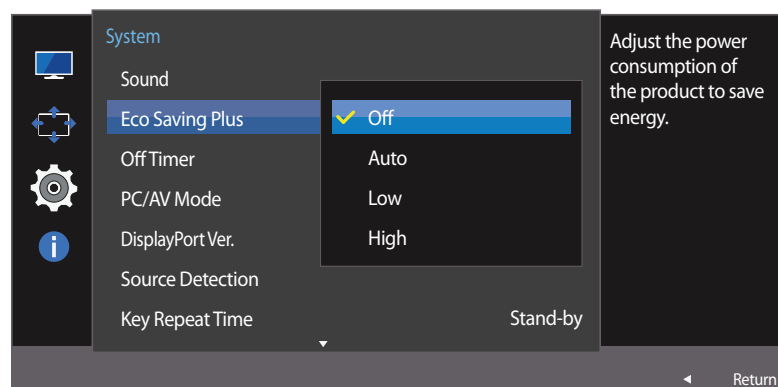 System
Sound
Eco Saving Plus
Off
Off Timer
Auto
PC/AV Mode
Low
DisplayPort Ver.
High
Source Detection
Key Repeat Time
Stand-by
Adjust the power
consumption of
the product to save
energy.
Return